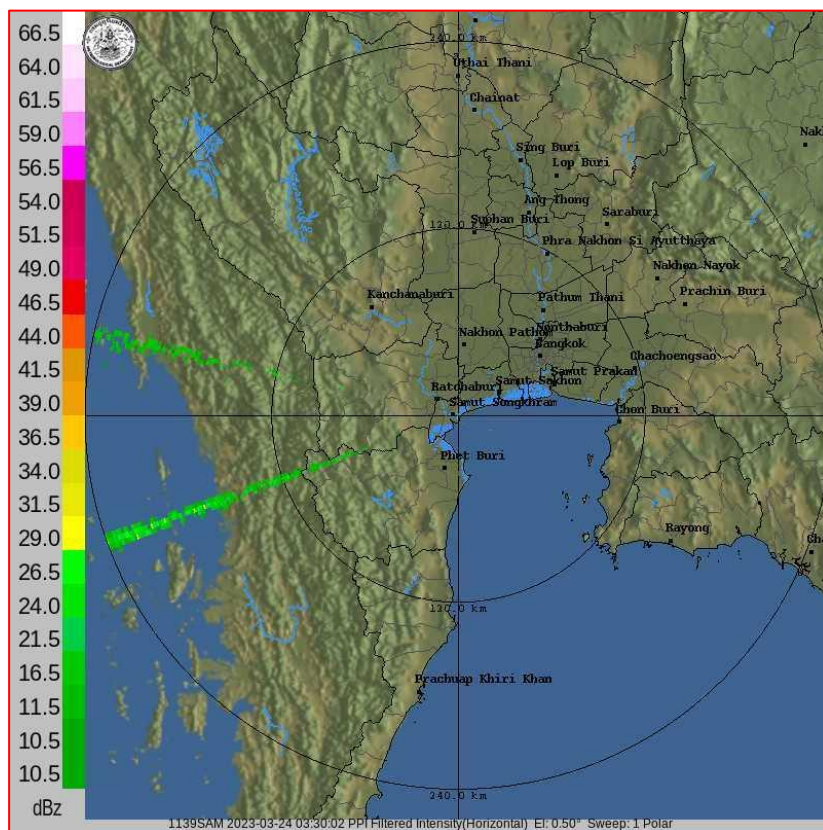 66.5
64.0
61.5
59.0
56.5
54.0
51.5
49.0
46.5
44.0
41.5
39.0
36.5
34.0
31.5
29.0
26.5
24.0
21.5
16.5
11.5
10.5
10.5
dBz
240.0 km
Uthai Thani
Chainat
Sing Buri
Lop Buri
Ang Thong
Suphan Buri
Saraburi
120.0 km
Phra Nakhon Si Ayutthaya
Nakhon Nayok
Kanchanaburi
Pathum Thani
Prachin Buri
Nakhon Pathom
Nonthaburi
Bangkok
Chachoengsao
Samut Prakan
Ratchaburi
Samut Sakhon
Samut Songkhram
Chon Buri
Phet Buri
Rayong
120.0 km
Prachuap Khiri Khan
240.0 km
1139SAM 2023-03-24 03:30:02 PPI Filtered Intensity(Horizontal) El: 0.50° Sweep: 1 Polar